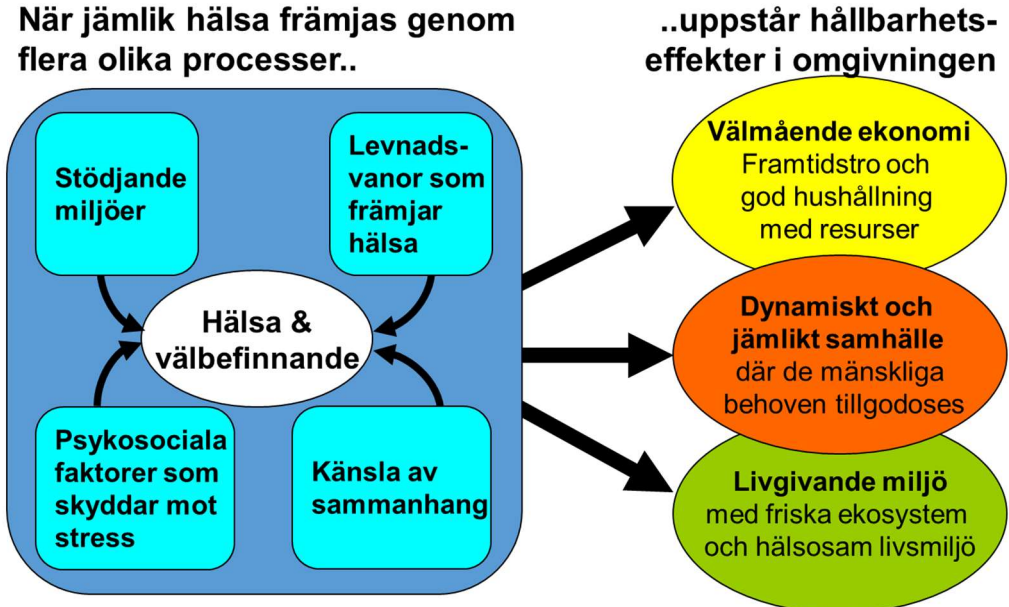 När jämlik hälsa främjas genom
flera olika processer..
Stödjande
miljöer
Levnads-
vanor som
främjar
hälsa
Hälsa &
välbefinnande
Psykosociala
faktorer som
skyddar mot
stress
Känsla av
sammanhang
..uppstår hållbarhets-
effekter i omgivningen
Välmående ekonomi
Framtidstro och
god hushållning
med resurser
Dynamiskt och
jämlikt samhälle
där de mänskliga
behoven tillgodoses
Livgivande miljö
med friska ekosystem
och hälsosam livsmiljö